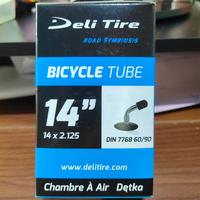 Deli Tire
ROAD SYMBIOSIS
BICYCLE TUBE
14”
14 x 2.125
DIN 7768 60/90
www.delitire.com
Chambre À Air Dętka